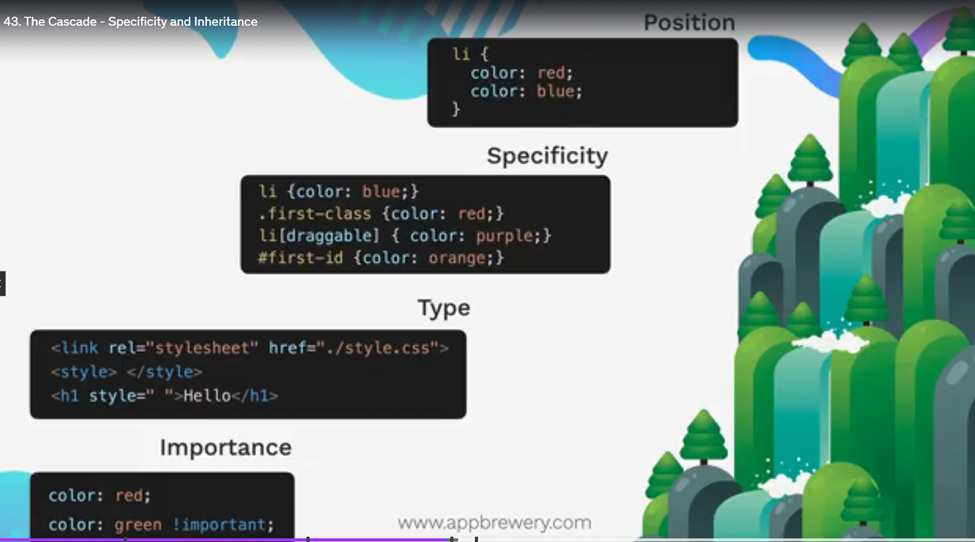 43. The Cascade - Specificity and Inheritance
Position
li {
color: red;
color: blue;
}
Specificity
li {color: blue;}
.first-class {color: red;}
li[draggable] { color: purple;}
#first-id {color: orange;}
Type
<link rel="stylesheet" href="./style.css">
<style> </style>
<h1 style=" ">Hello</h1>
Importance
color: red;
color: green !important;
www.appbrewery.com